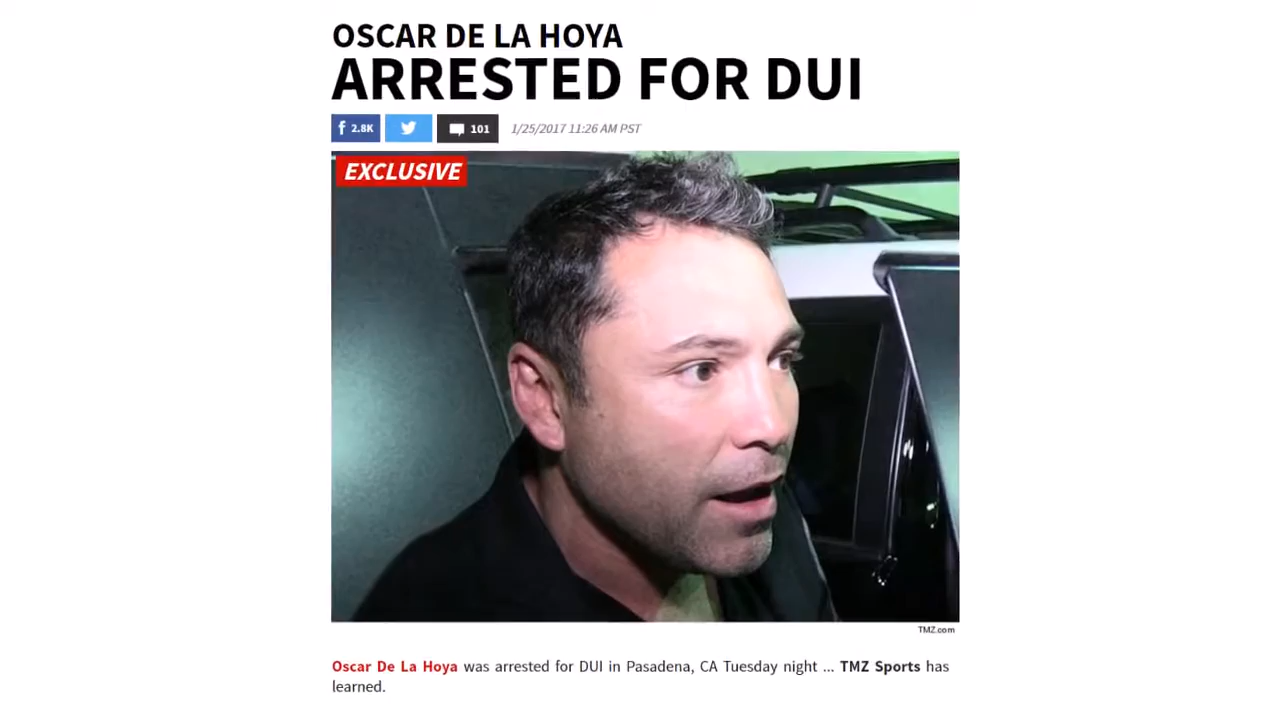 OSCAR DE LA HOYA
ARRESTED FOR DUI
f 2.8K 101 1/25/2017 11:26 AM PST
EXCLUSIVE
TMZ.com
Oscar De La Hoya was arrested for DUI in Pasadena, CA Tuesday night ... TMZ Sports has
learned.